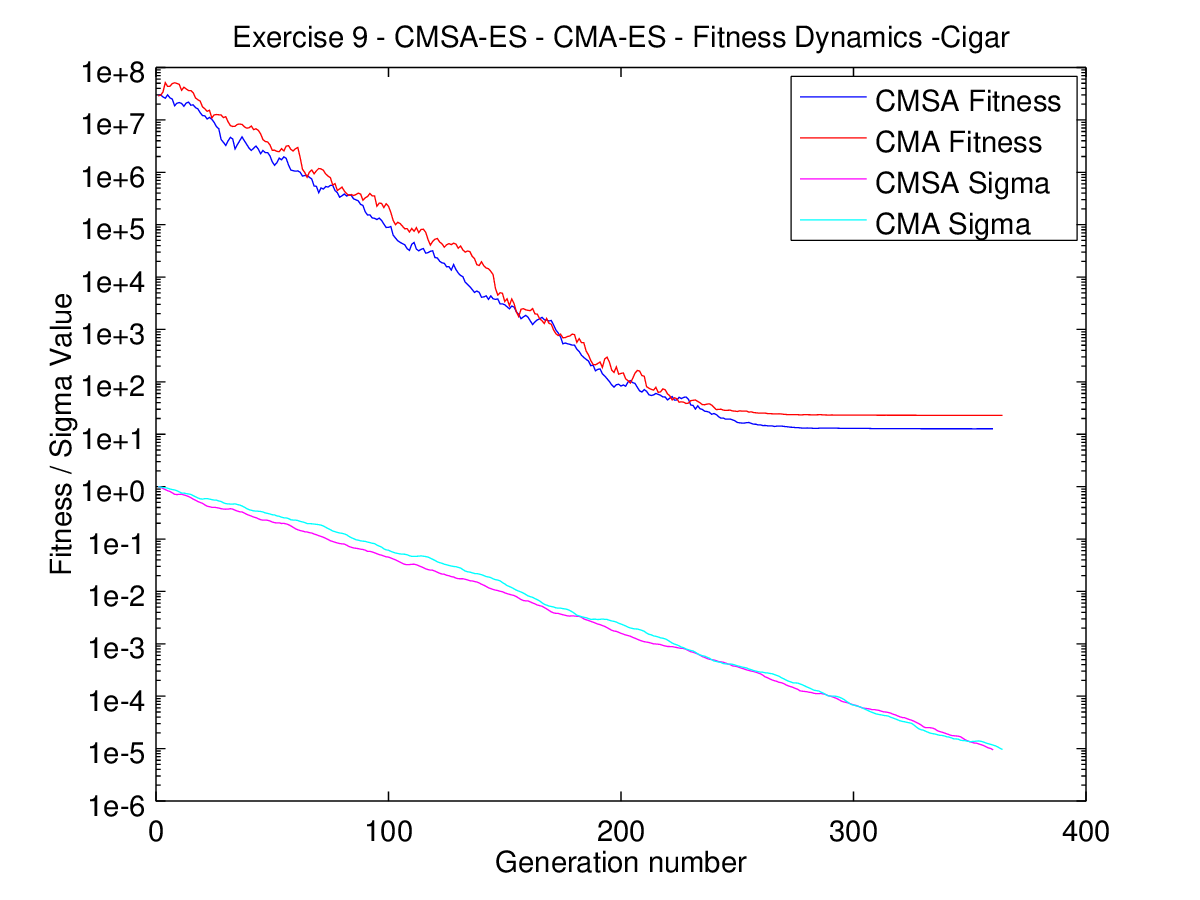 Exercise 9 - CMSA-ES - CMA-ES - Fitness Dynamics -Cigar
CMSA Fitness
CMA Fitness
CMSA Sigma
CMA Sigma
Fitness / Sigma Value
1e+8
1e+7
1e+6
1e+5
1e+4
1e+3
1e+2
1e+1
1e+0
1e-1
1e-2
1e-3
1e-4
1e-5
1e-6
0 100 200 300 400
Generation number